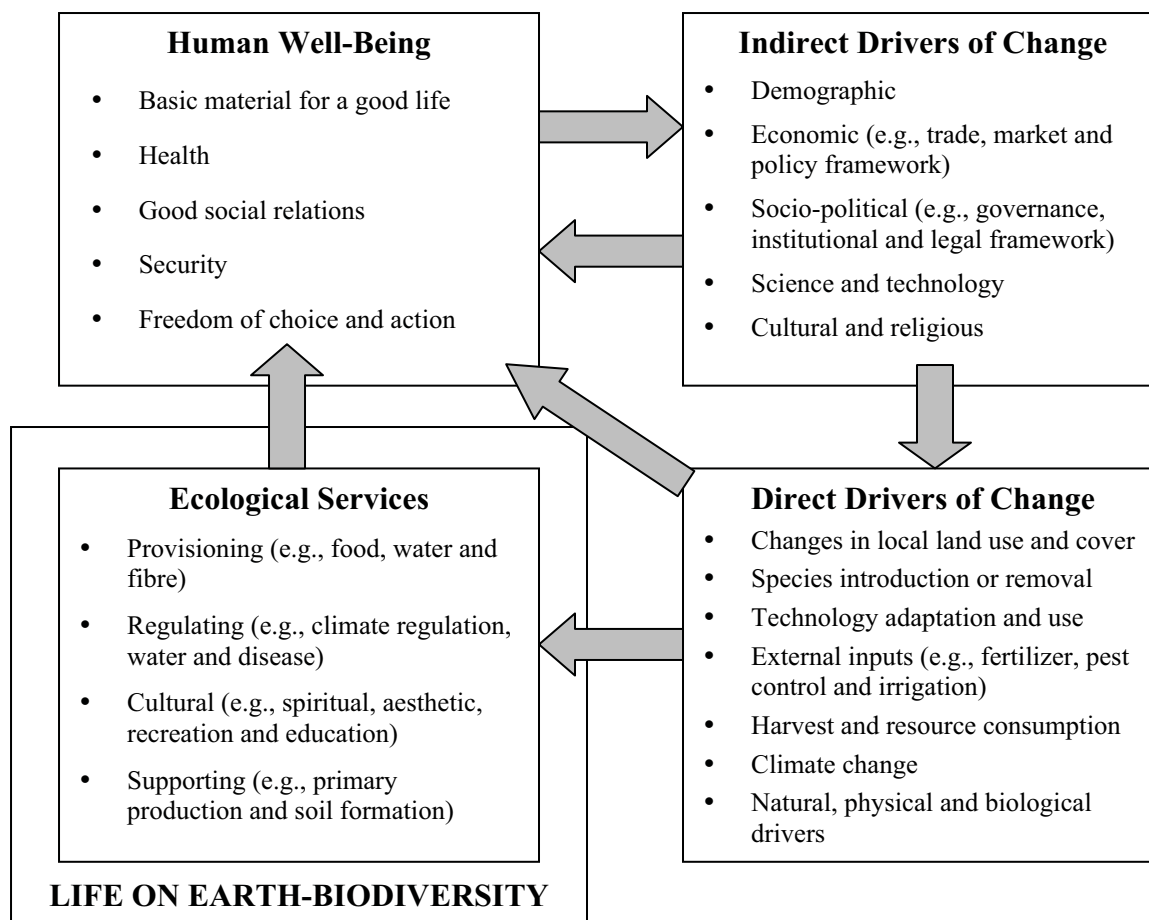 Human Well-Being
• Basic material for a good life
• Health
• Good social relations
• Security
• Freedom of choice and action
Indirect Drivers of Change
• Demographic
• Economic (e.g., trade, market and
policy framework)
• Socio-political (e.g., governance,
institutional and legal framework)
• Science and technology
• Cultural and religious
Ecological Services
• Provisioning (e.g., food, water and
fibre)
• Regulating (e.g., climate regulation,
water and disease)
• Cultural (e.g., spiritual, aesthetic,
recreation and education)
• Supporting (e.g., primary
production and soil formation)
LIFE ON EARTH-BIODIVERSITY
Direct Drivers of Change
• Changes in local land use and cover
• Species introduction or removal
• Technology adaptation and use
• External inputs (e.g., fertilizer, pest
control and irrigation)
• Harvest and resource consumption
• Climate change
• Natural, physical and biological
drivers